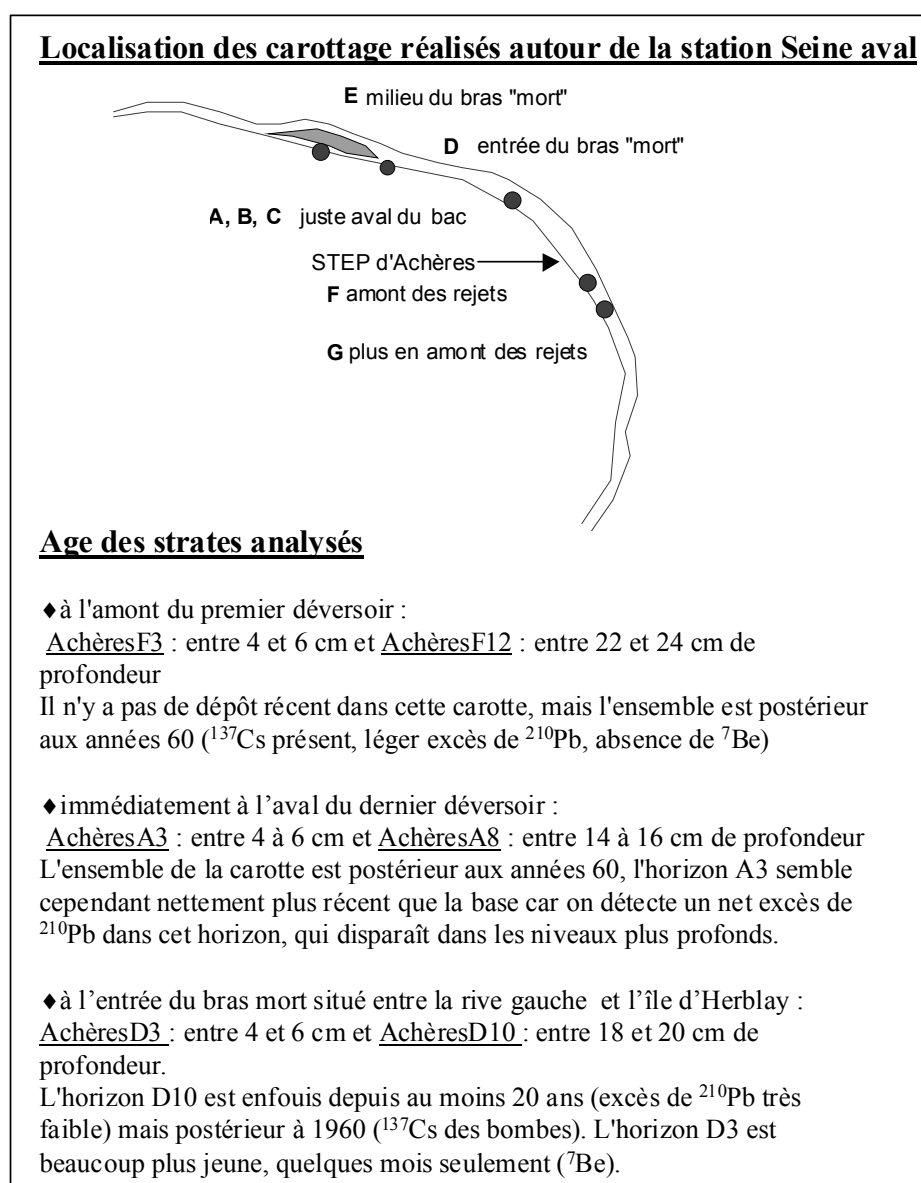 Localisation des carottage réalisés autour de la station Seine aval
E milieu du bras "mort"
D entrée du bras "mort"
A, B, C juste aval du bac
STEP d'Achères
F amont des rejets
G plus en amont des rejets
Age des strates analysés
♦à l'amont du premier déversoir :
AchèresF3 : entre 4 et 6 cm et AchèresF12 : entre 22 et 24 cm de
profondeur
Il n'y a pas de dépôt récent dans cette carotte, mais l'ensemble est postérieur
aux années 60 (¹³⁷Cs présent, léger excès de ²¹⁰Pb, absence de ⁷Be)
♦immédiatement à l’aval du dernier déversoir :
AchèresA3 : entre 4 à 6 cm et AchèresA8 : entre 14 à 16 cm de profondeur
L'ensemble de la carotte est postérieur aux années 60, l'horizon A3 semble
cependant nettement plus récent que la base car on détecte un net excès de
²¹⁰Pb dans cet horizon, qui disparaît dans les niveaux plus profonds.
♦à l’entrée du bras mort situé entre la rive gauche et l’île d’Herblay :
AchèresD3 : entre 4 et 6 cm et AchèresD10 : entre 18 et 20 cm de
profondeur.
L'horizon D10 est enfouis depuis au moins 20 ans (excès de ²¹⁰Pb très
faible) mais postérieur à 1960 (¹³⁷Cs des bombes). L'horizon D3 est
beaucoup plus jeune, quelques mois seulement (⁷Be).